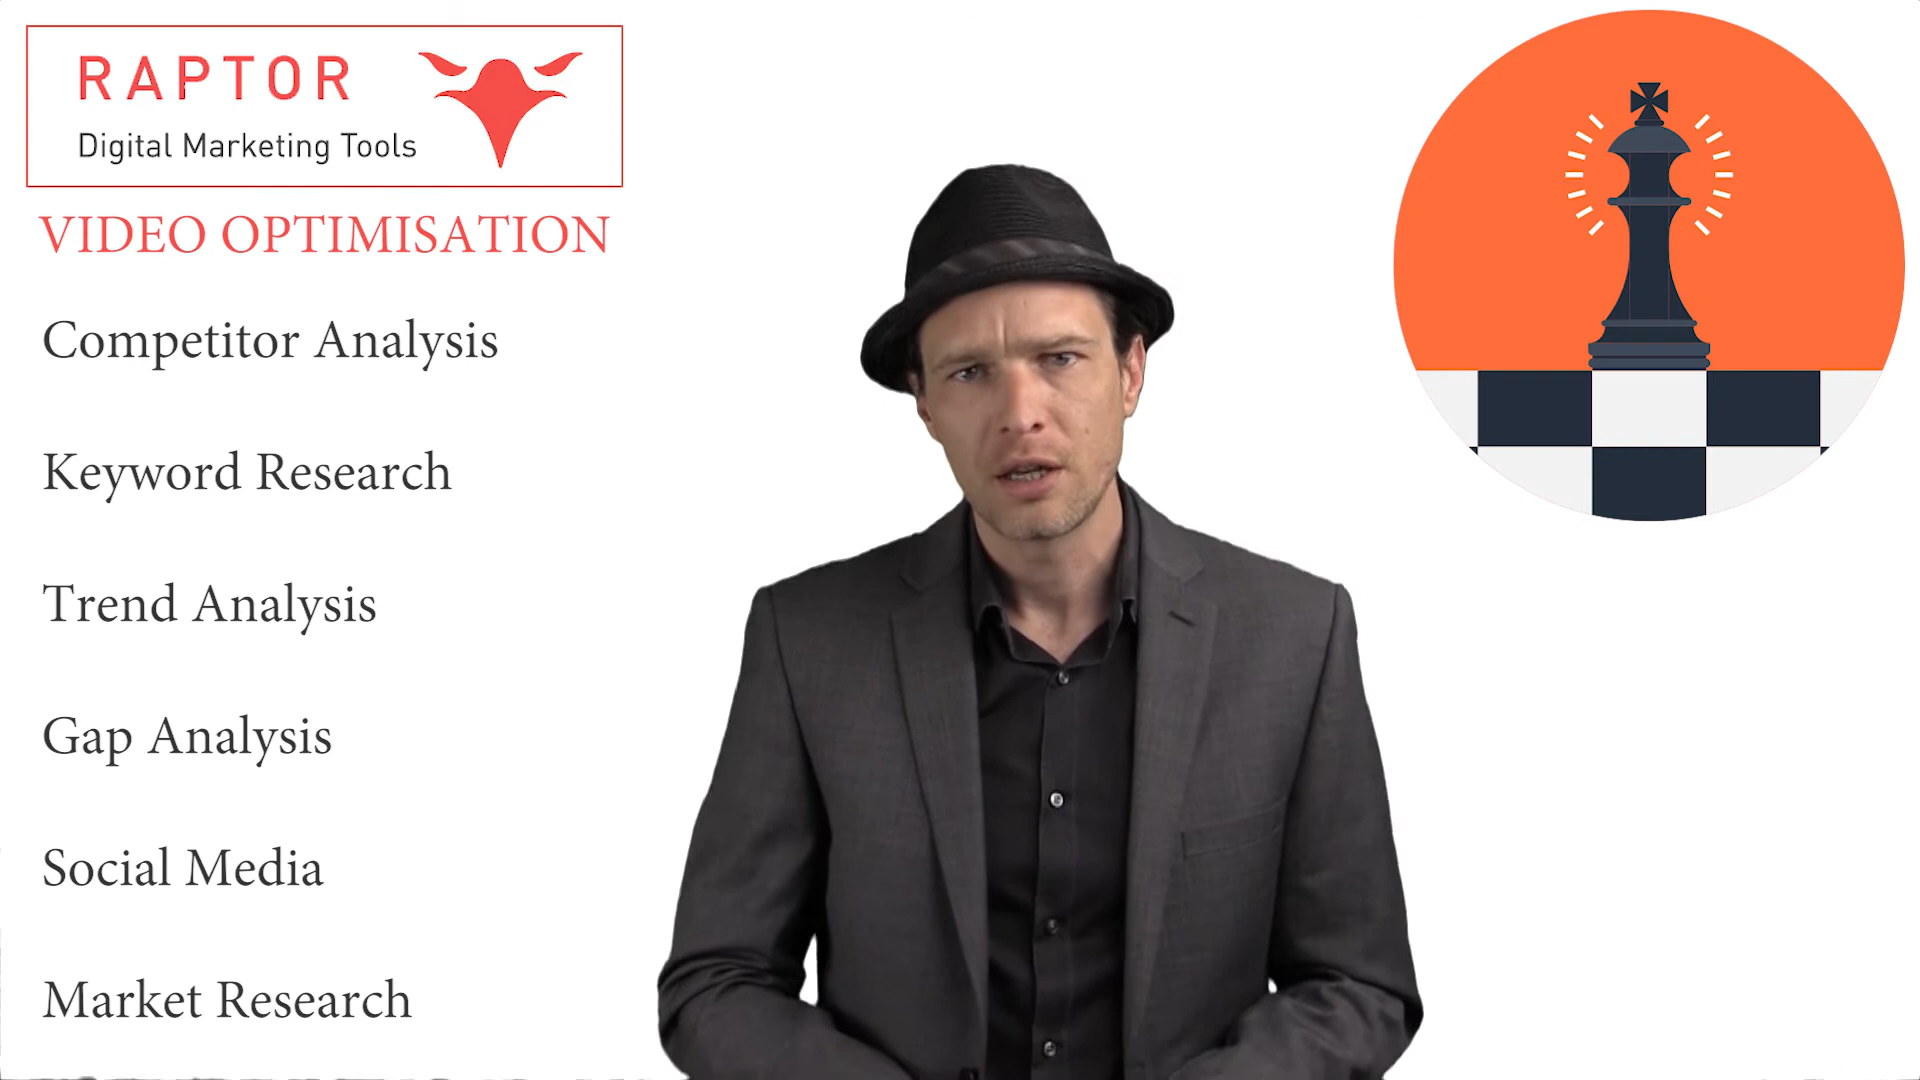 RAPTOR
Digital Marketing Tools
VIDEO OPTIMISATION
Competitor Analysis
Keyword Research
Trend Analysis
Gap Analysis
Social Media
Market Research